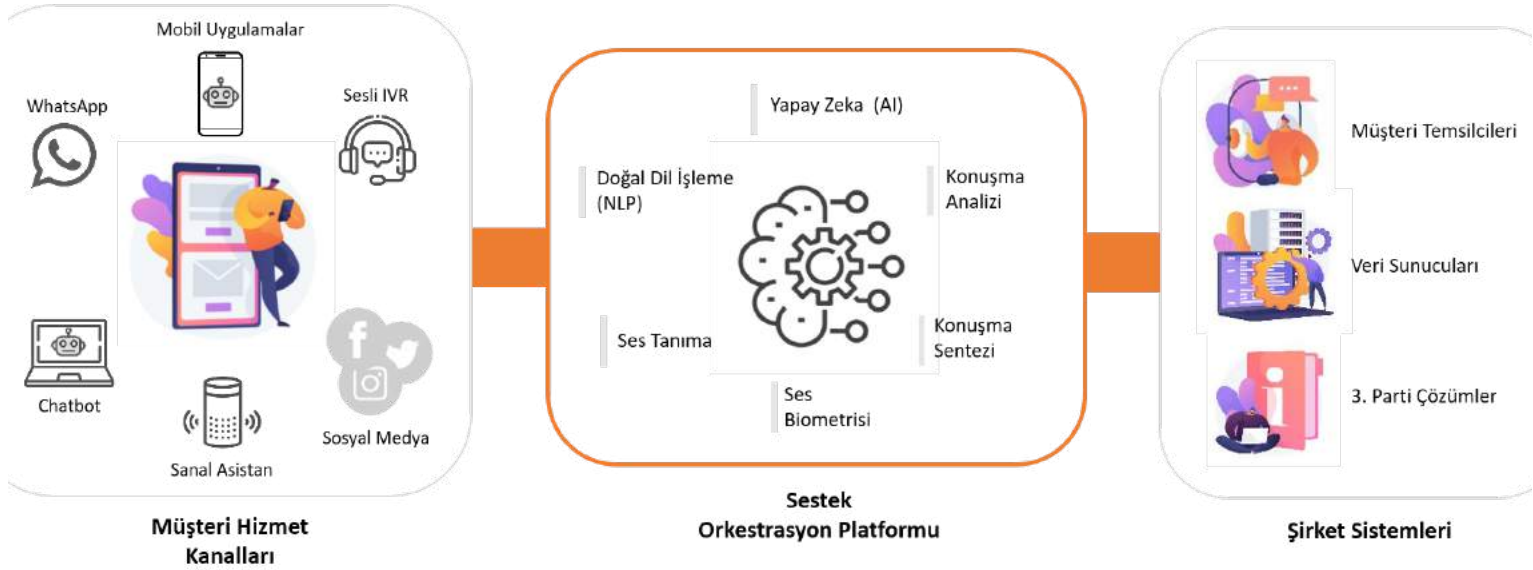 Mobil Uygulamalar
WhatsApp
Sesli IVR
Chatbot
Sanal Asistan
Sosyal Medya
Müşteri Hizmet
Kanalları
Yapay Zeka (AI)
Doğal Dil İşleme
(NLP)
Konuşma
Analizi
Ses Tanıma
Konuşma
Sentezi
Ses
Biometrisi
Sestek
Orkestrasyon Platformu
Müşteri Temsilcileri
Veri Sunucuları
3. Parti Çözümler
Şirket Sistemleri